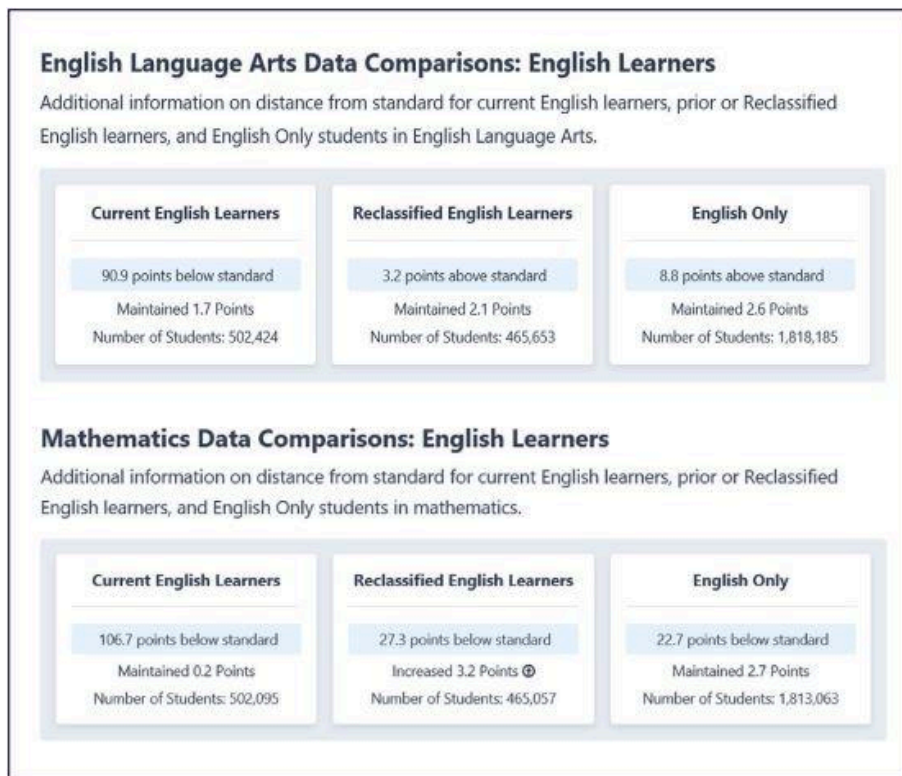 English Language Arts Data Comparisons: English Learners
Additional information on distance from standard for current English learners, prior or Reclassified
English learners, and English Only students in English Language Arts.
Current English Learners
90.9 points below standard
Maintained 1.7 Points
Number of Students: 502,424
Reclassified English Learners
3.2 points above standard
Maintained 2.1 Points
Number of Students: 465,653
English Only
8.8 points above standard
Maintained 2.6 Points
Number of Students: 1,818,185
Mathematics Data Comparisons: English Learners
Additional information on distance from standard for current English learners, prior or Reclassified
English learners, and English Only students in mathematics.
Current English Learners
106.7 points below standard
Maintained 0.2 Points
Number of Students: 502,095
Reclassified English Learners
27.3 points below standard
Increased 3.2 Points
Number of Students: 465,057
English Only
22.7 points below standard
Maintained 2.7 Points
Number of Students: 1,813,063